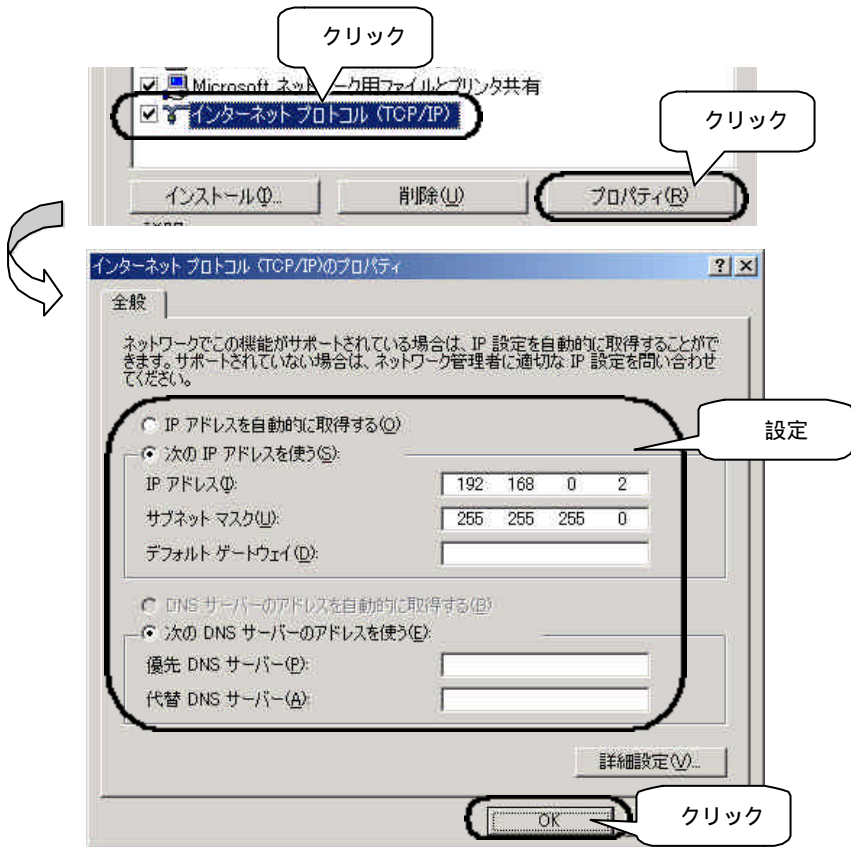 クリック
Microsoft ネットワーク用ファイルとプリンタ共有
インターネット プロトコル (TCP/IP)
クリック
インストール(I)...
削除(U)
プロパティ(R)
インターネット プロトコル (TCP/IP)のプロパティ
全般
ネットワークでこの機能がサポートされている場合は、IP 設定を自動的に取得することがで
きます。サポートされていない場合は、ネットワーク管理者に適切な IP 設定を問い合わせ
てください。
IP アドレスを自動的に取得する(O)
設定
次の IP アドレスを使う(S):
IP アドレス(I): 192 168 0 2
サブネット マスク(U): 255 255 255 0
デフォルト ゲートウェイ(D):
DNS サーバーのアドレスを自動的に取得する(B)
次の DNS サーバーのアドレスを使う(E):
優先 DNS サーバー(P):
代替 DNS サーバー(A):
詳細設定(V)...
OK
クリック